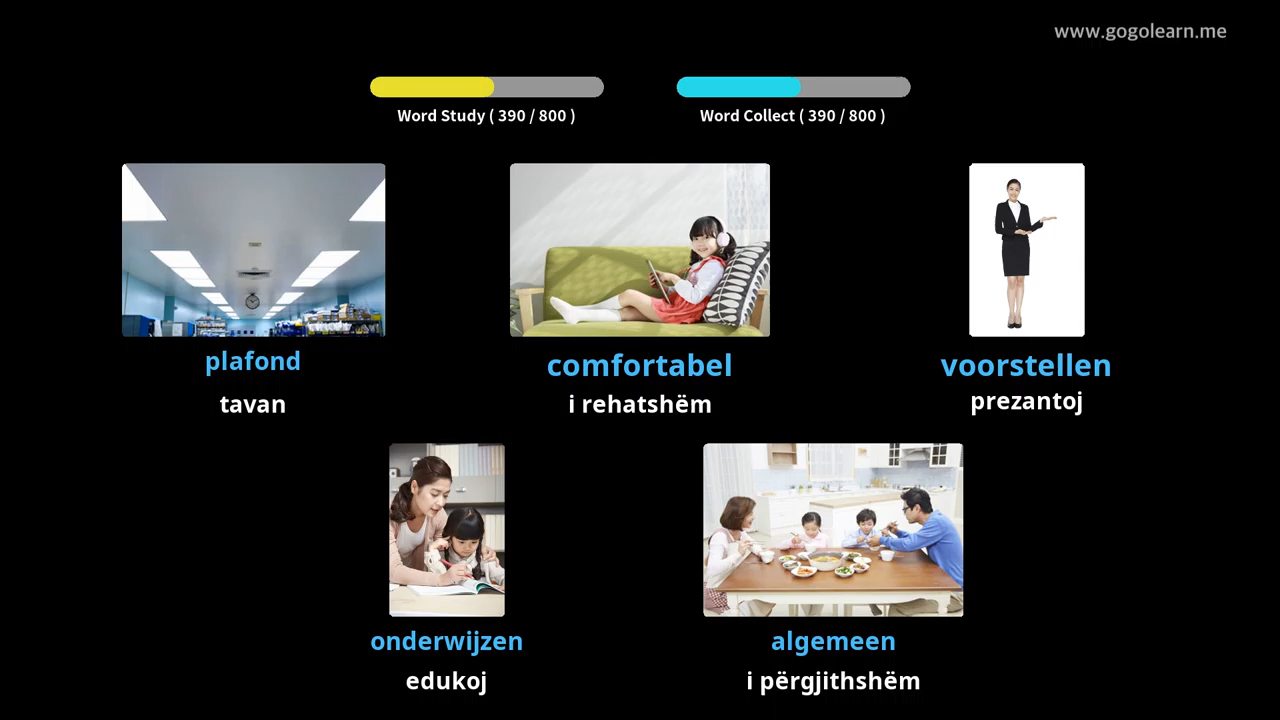 www.gogolearn.me
Word Study ( 390 / 800 )
Word Collect ( 390 / 800 )
plafond
tavan
comfortabel
i rehatshëm
voorstellen
prezantoj
onderwijzen
edukoj
algemeen
i përgjithshëm